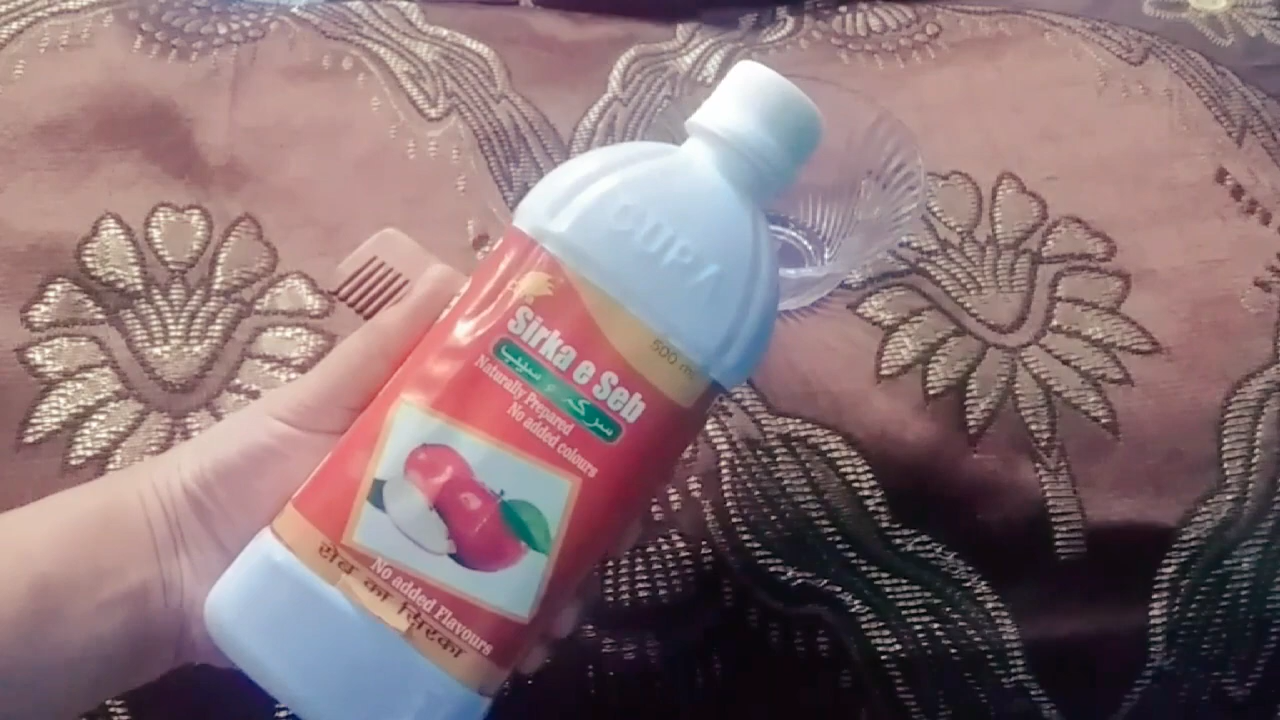 CUPA
500 ml
Sirka e Seb
سرکہ ء سیب
Naturally Prepared
No added colours
No added Flavours
सेब का सिरका